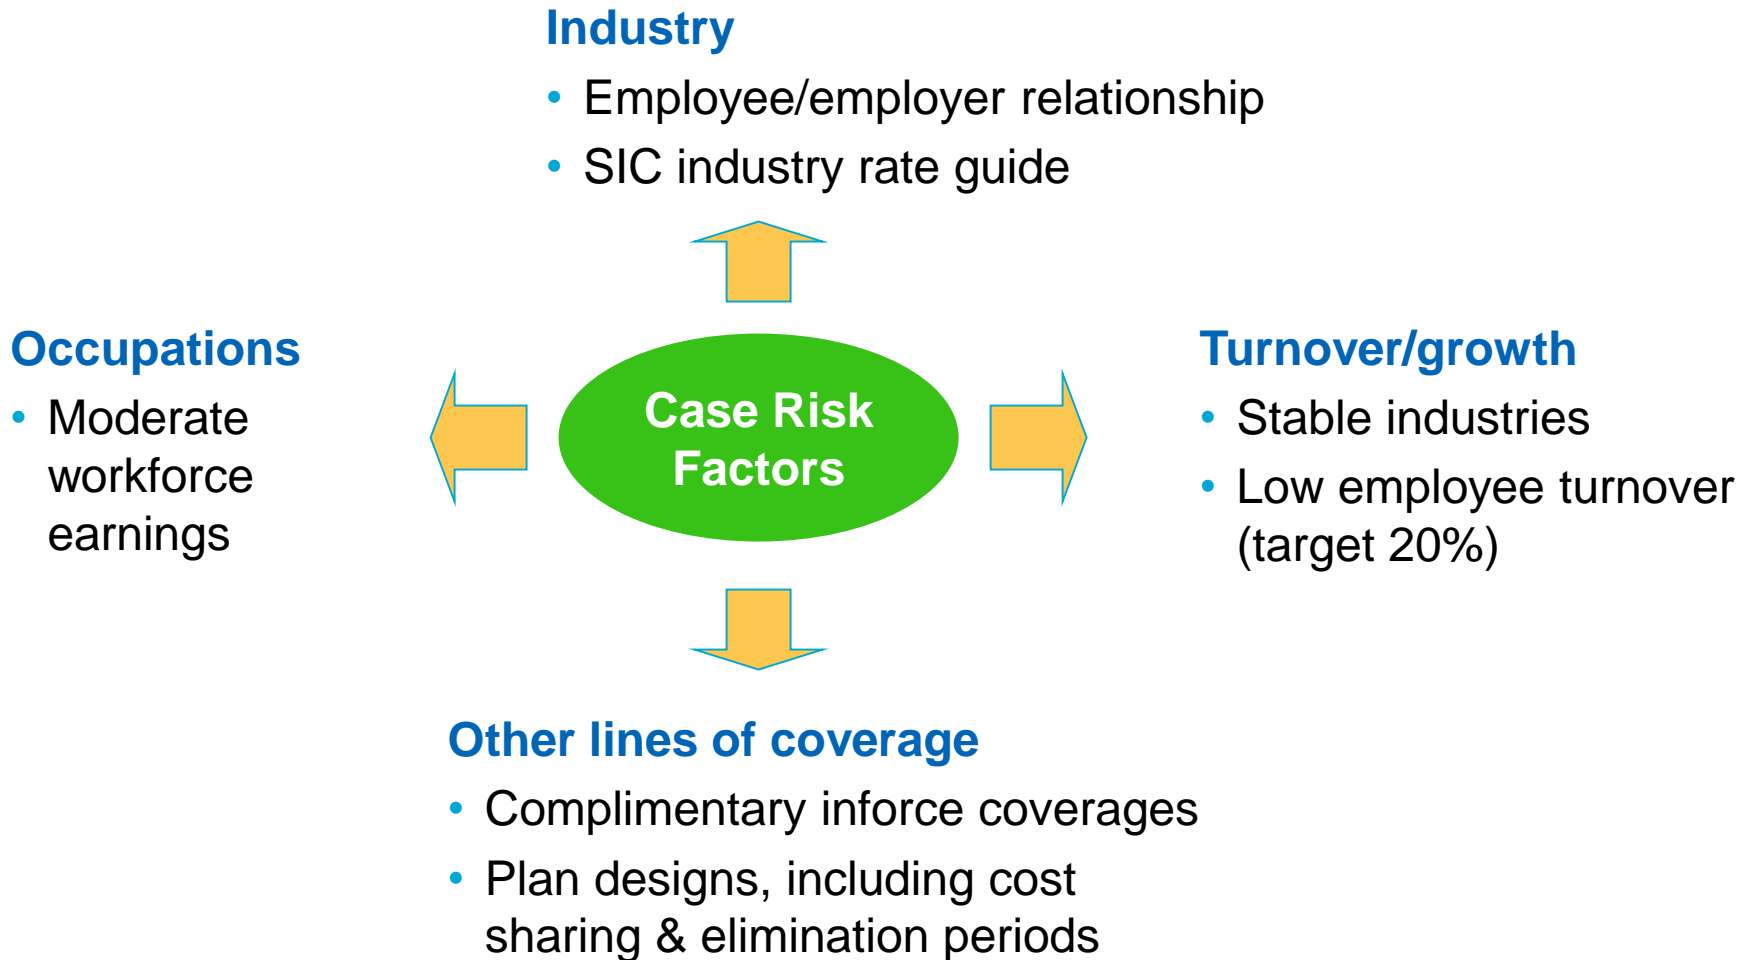 Industry
• Employee/employer relationship
• SIC industry rate guide
Occupations
• Moderate
workforce
earnings
Case Risk
Factors
Turnover/growth
• Stable industries
• Low employee turnover
(target 20%)
Other lines of coverage
• Complimentary inforce coverages
• Plan designs, including cost
sharing & elimination periods